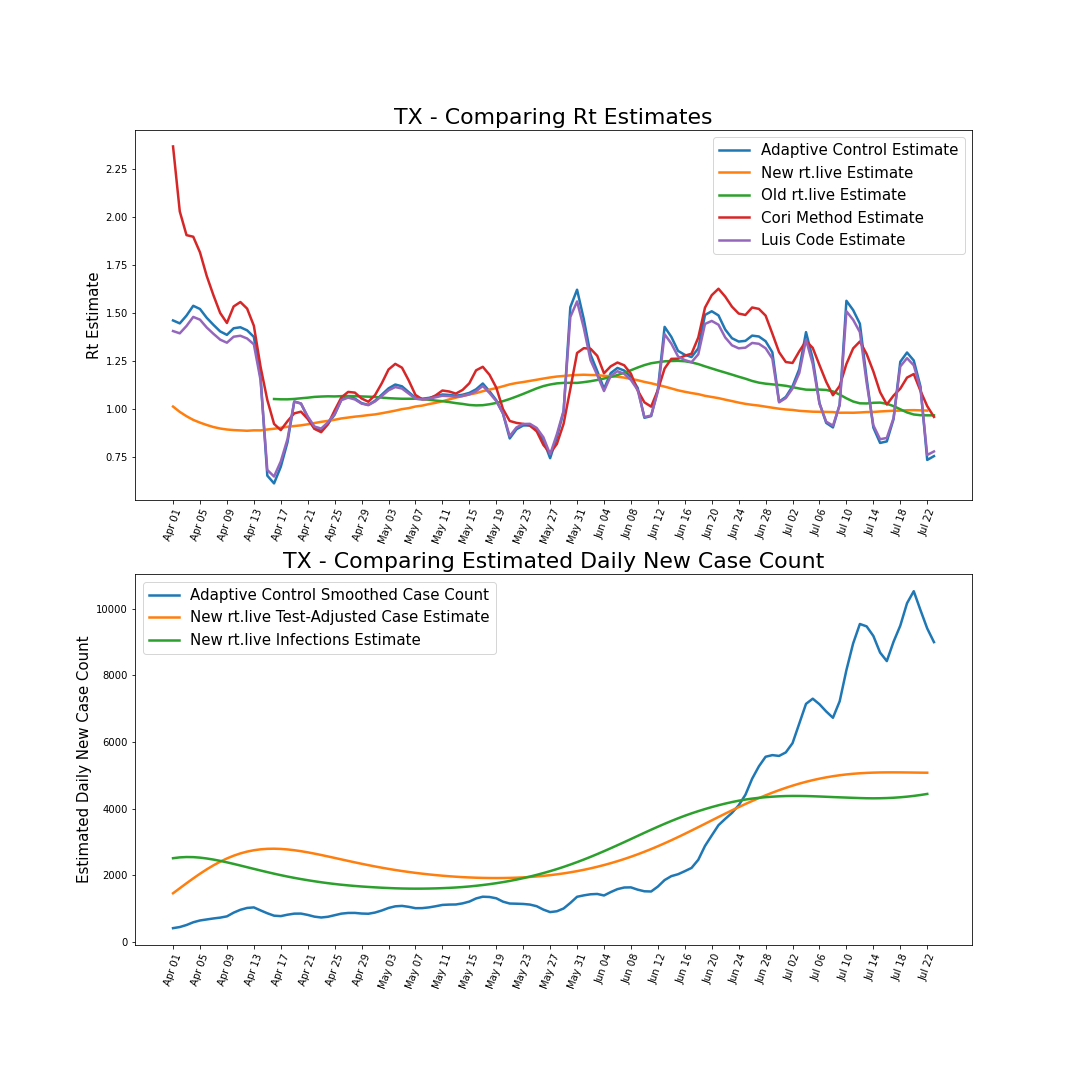 TX - Comparing Rt Estimates
Rt Estimate
2.25
2.00
1.75
1.50
1.25
1.00
0.75
Adaptive Control Estimate
New rt.live Estimate
Old rt.live Estimate
Cori Method Estimate
Luis Code Estimate
Apr 01 Apr 05 Apr 09 Apr 13 Apr 17 Apr 21 Apr 25 Apr 29 May 03 May 07 May 11 May 15 May 19 May 23 May 27 May 31 Jun 04 Jun 08 Jun 12 Jun 16 Jun 20 Jun 24 Jun 28 Jul 02 Jul 06 Jul 10 Jul 14 Jul 18 Jul 22
TX - Comparing Estimated Daily New Case Count
Estimated Daily New Case Count
10000
8000
6000
4000
2000
0
Adaptive Control Smoothed Case Count
New rt.live Test-Adjusted Case Estimate
New rt.live Infections Estimate
Apr 01 Apr 05 Apr 09 Apr 13 Apr 17 Apr 21 Apr 25 Apr 29 May 03 May 07 May 11 May 15 May 19 May 23 May 27 May 31 Jun 04 Jun 08 Jun 12 Jun 16 Jun 20 Jun 24 Jun 28 Jul 02 Jul 06 Jul 10 Jul 14 Jul 18 Jul 22